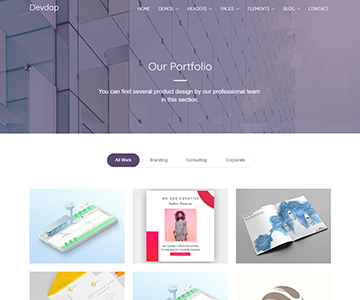 Devdap
HOME DEMOS HEADERS PAGES ELEMENTS BLOG CONTACT
Our Portfolio
You can find several product design by our professional team
in this section.
All Work Branding Consulting Corporate
WE ARE CREATIVE